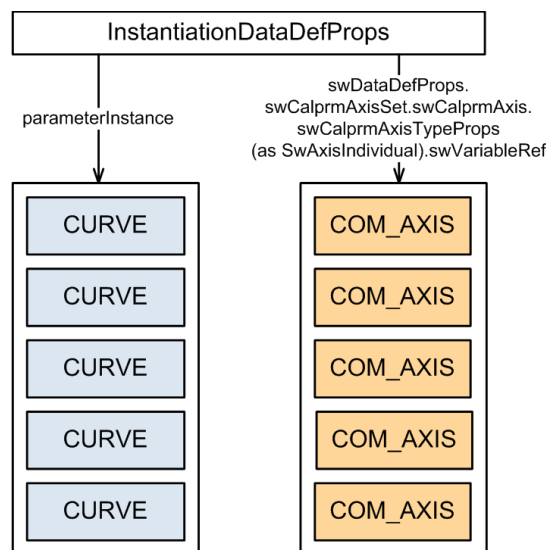 InstantiationDataDefProps
parameterInstance
swDataDefProps.
swCalprmAxisSet.swCalprmAxis.
swCalprmAxisTypeProps
(as SwAxisIndividual).swVariableRef
CURVE
COM_AXIS
CURVE
COM_AXIS
CURVE
COM_AXIS
CURVE
COM_AXIS
CURVE
COM_AXIS